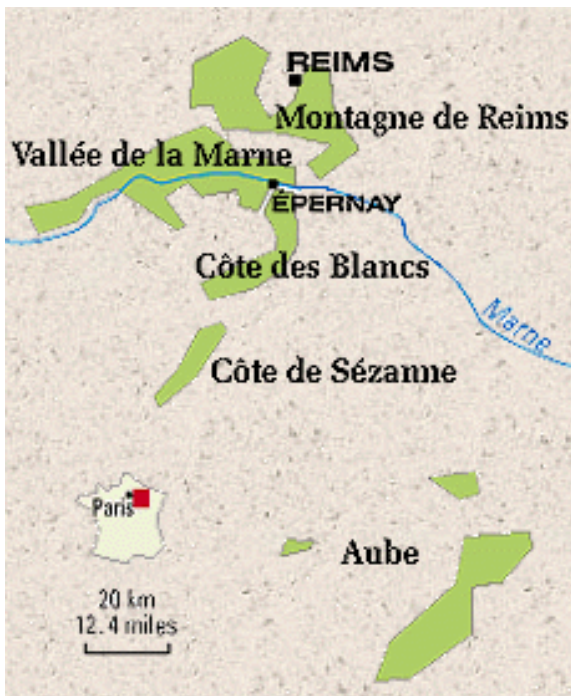 REIMS
Montagne de Reims
Vallée de la Marne
ÉPERNAY
Côte des Blancs
Marne
Côte de Sézanne
Paris
Aube
20 km
12.4 miles